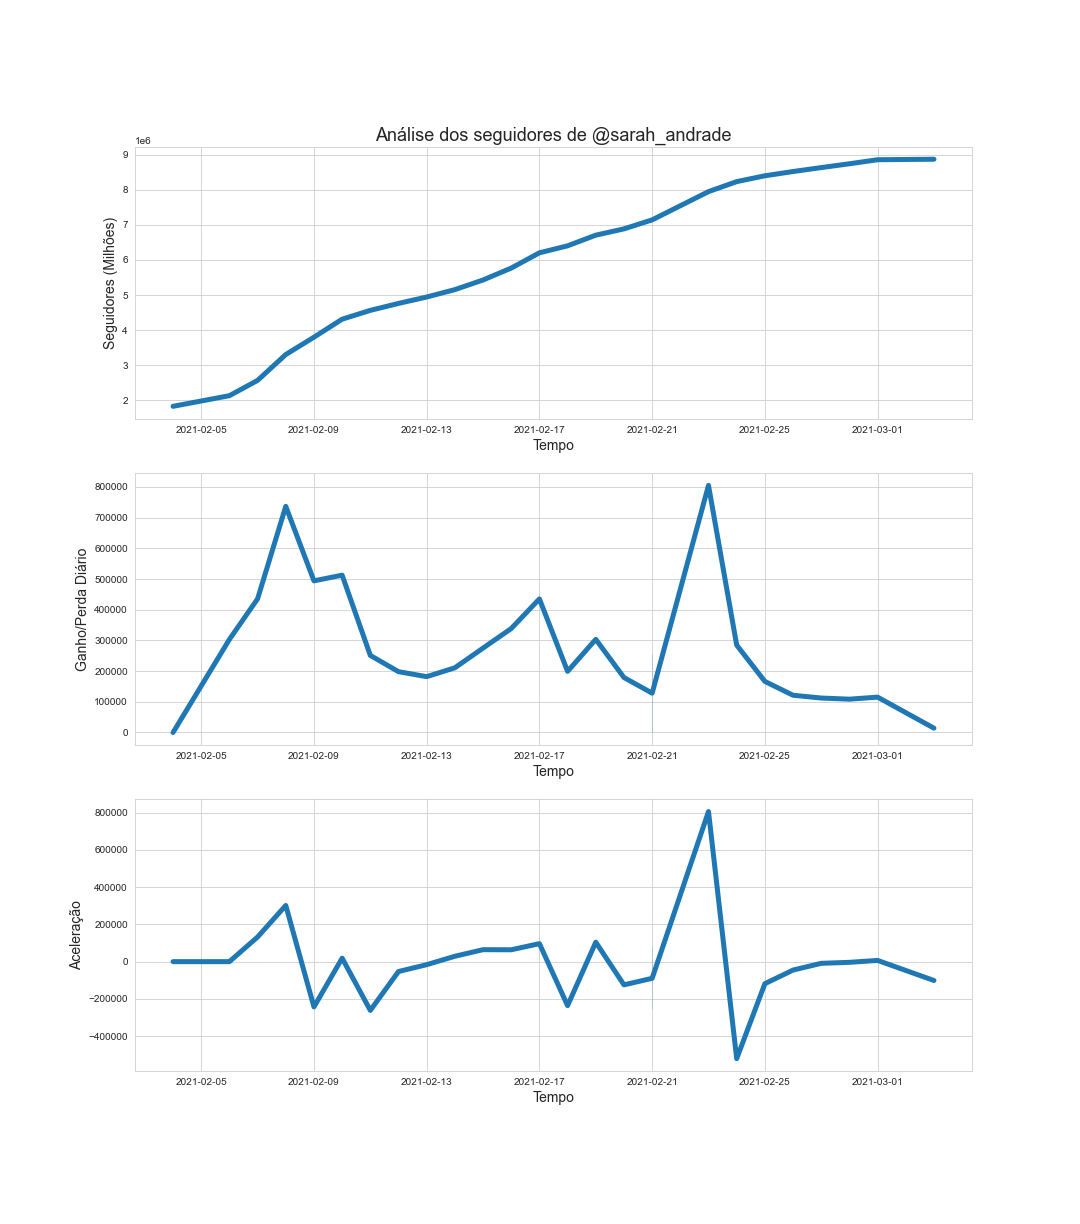 Análise dos seguidores de @sarah_andrade
1e6
9
8
7
6
5
4
3
2
Seguidores (Milhões)
2021-02-05 2021-02-09 2021-02-13 2021-02-17 2021-02-21 2021-02-25 2021-03-01
Tempo
800000
700000
600000
500000
400000
300000
200000
100000
0
Ganho/Perda Diário
2021-02-05 2021-02-09 2021-02-13 2021-02-17 2021-02-21 2021-02-25 2021-03-01
Tempo
800000
600000
400000
200000
0
−200000
−400000
Aceleração
2021-02-05 2021-02-09 2021-02-13 2021-02-17 2021-02-21 2021-02-25 2021-03-01
Tempo